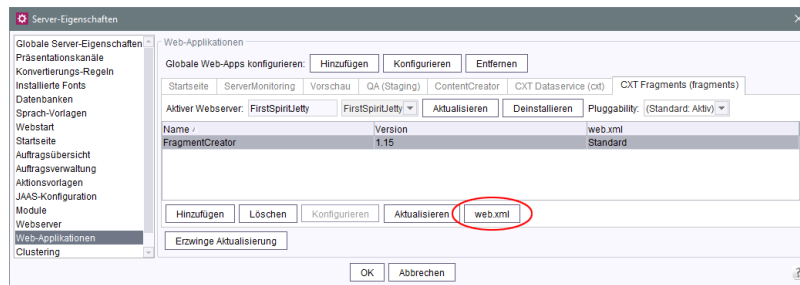 Server-Eigenschaften
Globale Server-Eigenschaften
Präsentationskanäle
Konvertierungs-Regeln
Installierte Fonts
Datenbanken
Sprach-Vorlagen
Webstart
Startseite
Auftragsübersicht
Auftragsverwaltung
Aktionsvorlagen
JAAS-Konfiguration
Module
Webserver
Web-Applikationen
Clustering
Web-Applikationen
Globale Web-Apps konfigurieren: Hinzufügen Konfigurieren Entfernen
Startseite ServerMonitoring Vorschau QA (Staging) ContentCreator CXT Dataservice (cxt) CXT Fragments (fragments)
Aktiver Webserver: FirstSpiritJetty FirstSpiritJetty Aktualisieren Deinstallieren Pluggability: (Standard: Aktiv)
Name Version web.xml
FragmentCreator 1.15 Standard
Hinzufügen Löschen Konfigurieren Aktualisieren web.xml
Erzwinge Aktualisierung
OK Abbrechen